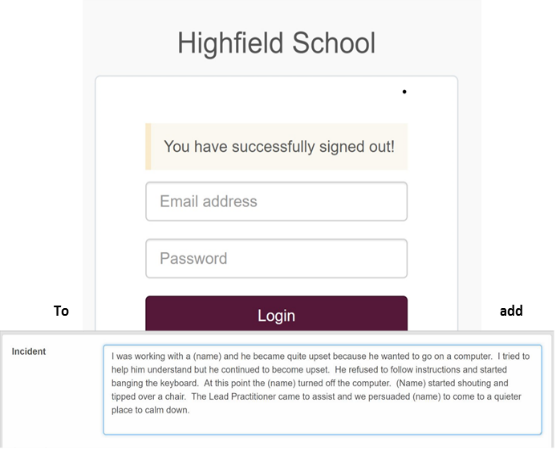 Highfield School
You have successfully signed out!
Email address
Password
To Login add
Incident
I was working with a (name) and he became quite upset because he wanted to go on a computer. I tried to
help him understand but he continued to become upset. He refused to follow instructions and started
banging the keyboard. At this point the (name) turned off the computer. (Name) started shouting and
tipped over a chair. The Lead Practitioner came to assist and we persuaded (name) to come to a quieter
place to calm down.